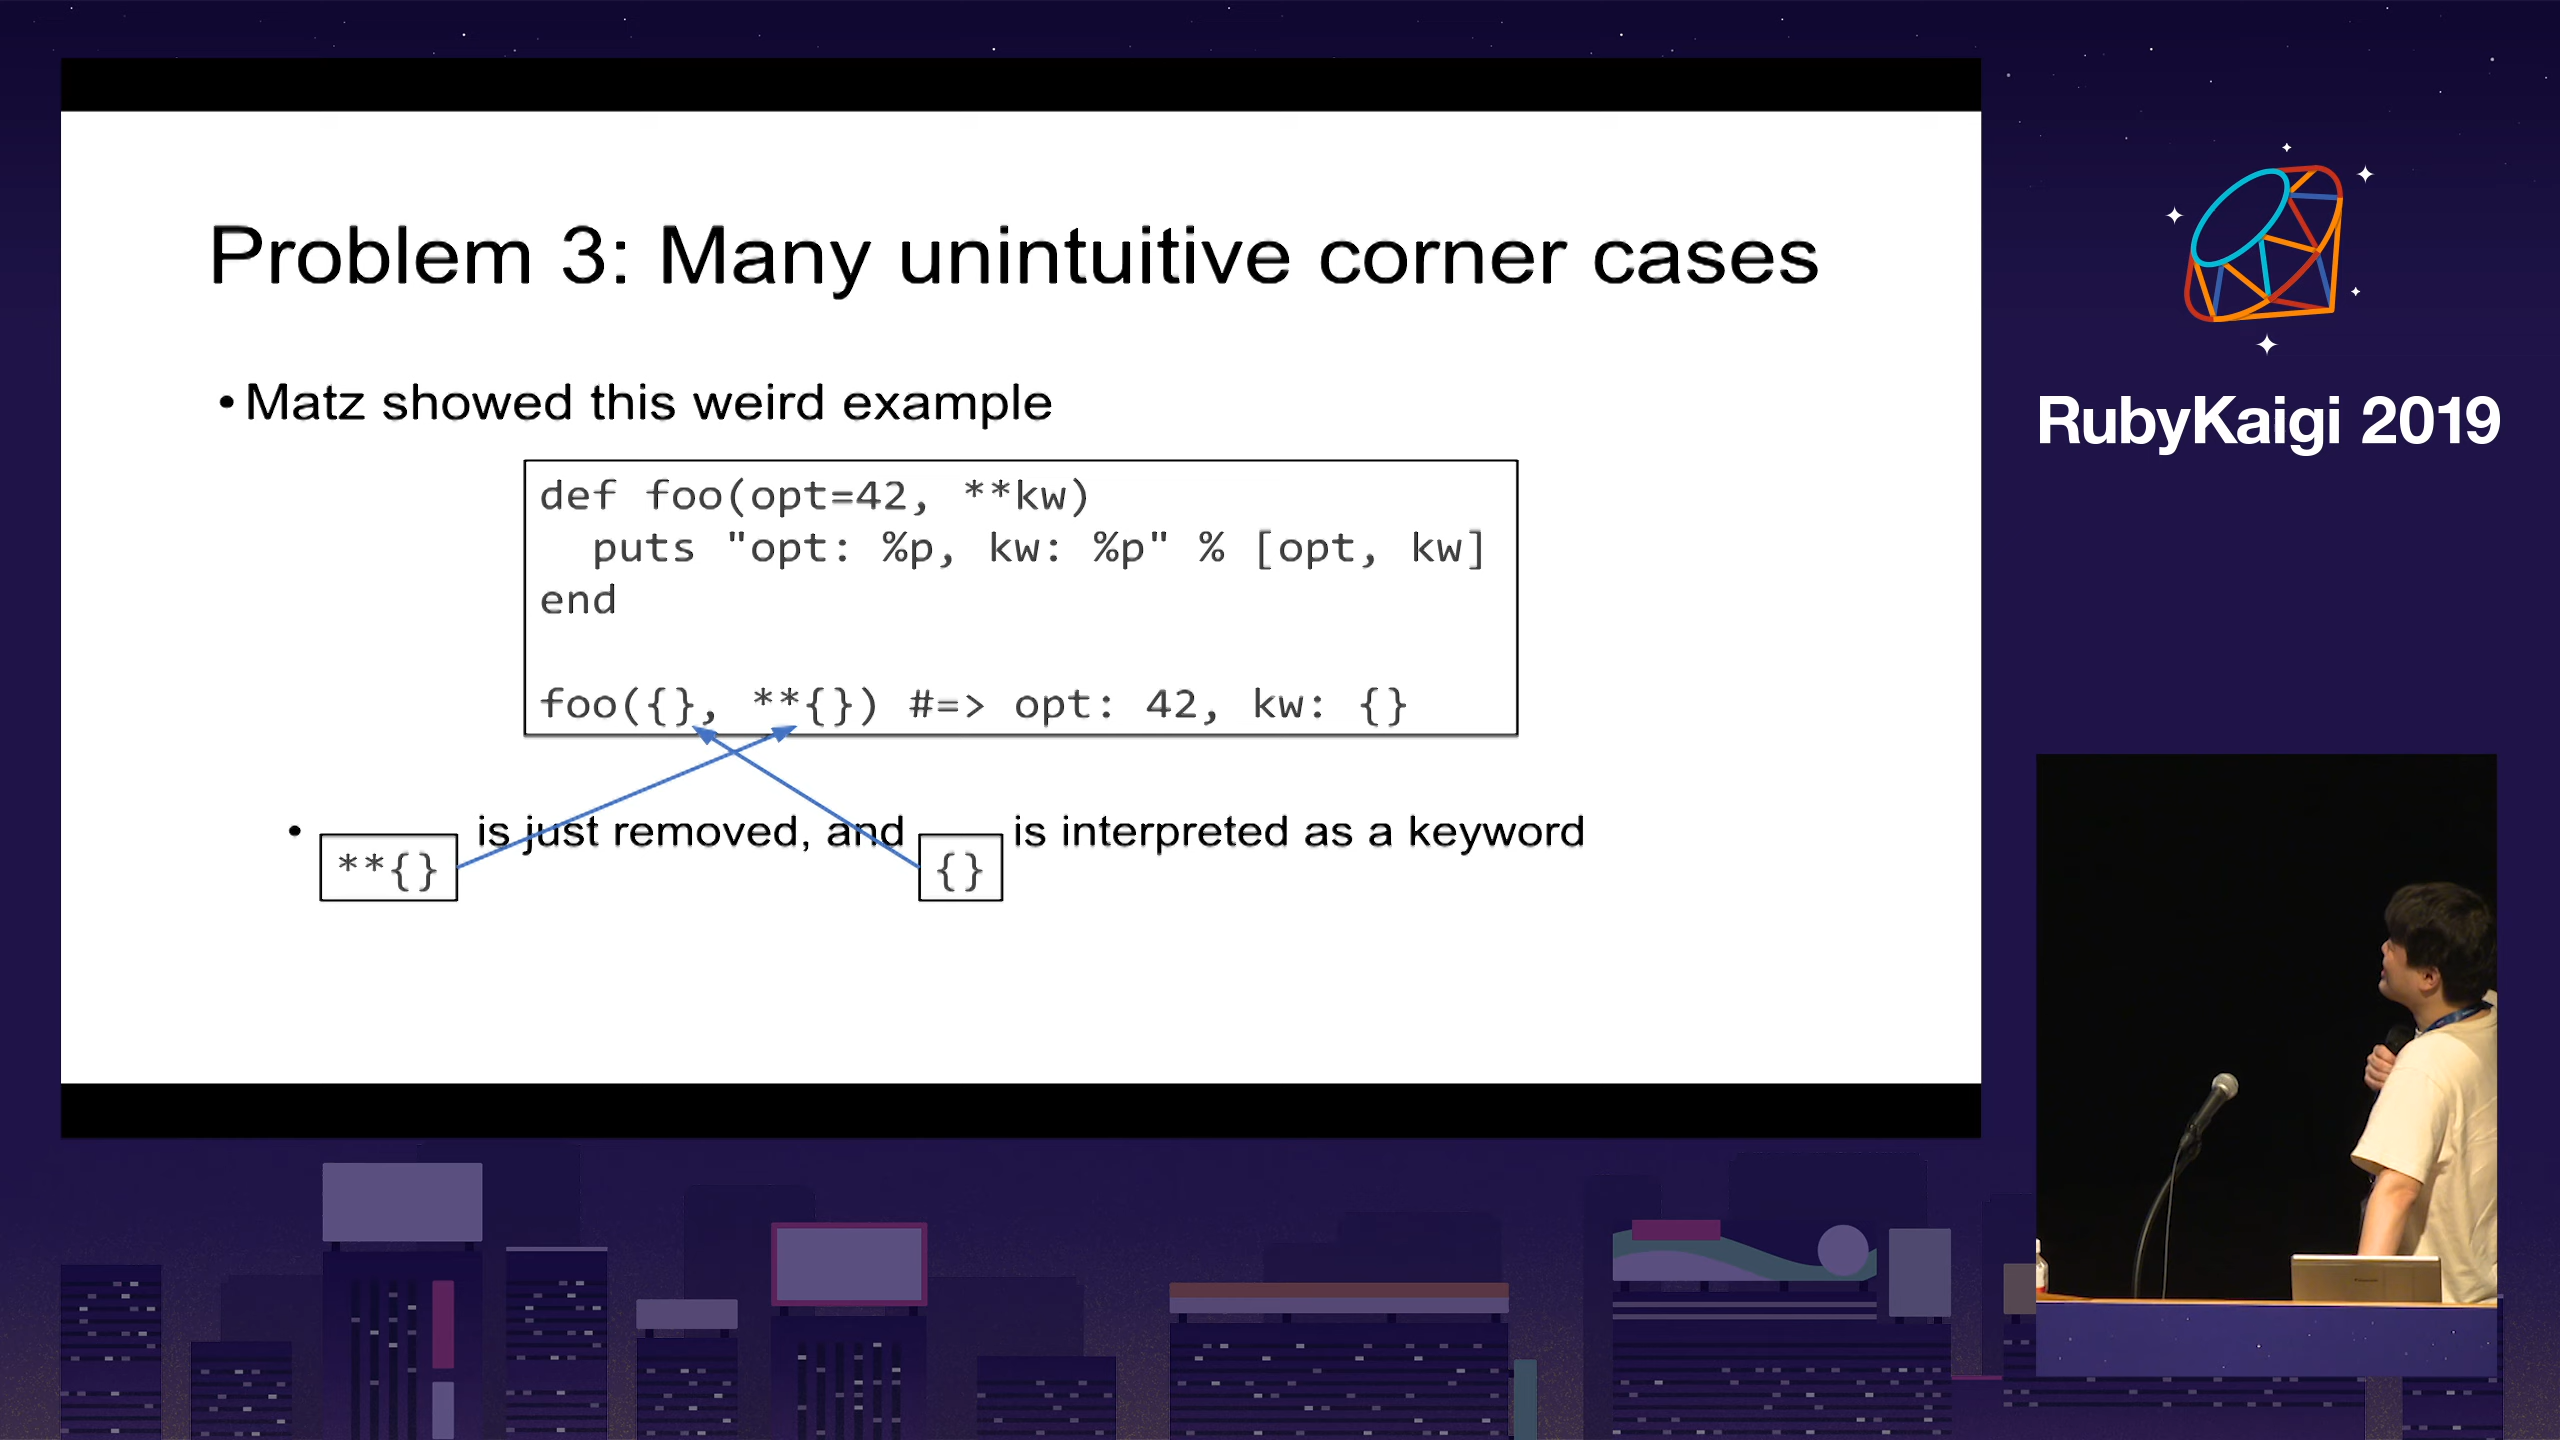 Problem 3: Many unintuitive corner cases
•Matz showed this weird example
def foo(opt=42, **kw)
  puts "opt: %p, kw: %p" % [opt, kw]
end
foo({}, **{}) #=> opt: 42, kw: {}
• **{} is just removed, and {} is interpreted as a keyword
RubyKaigi 2019